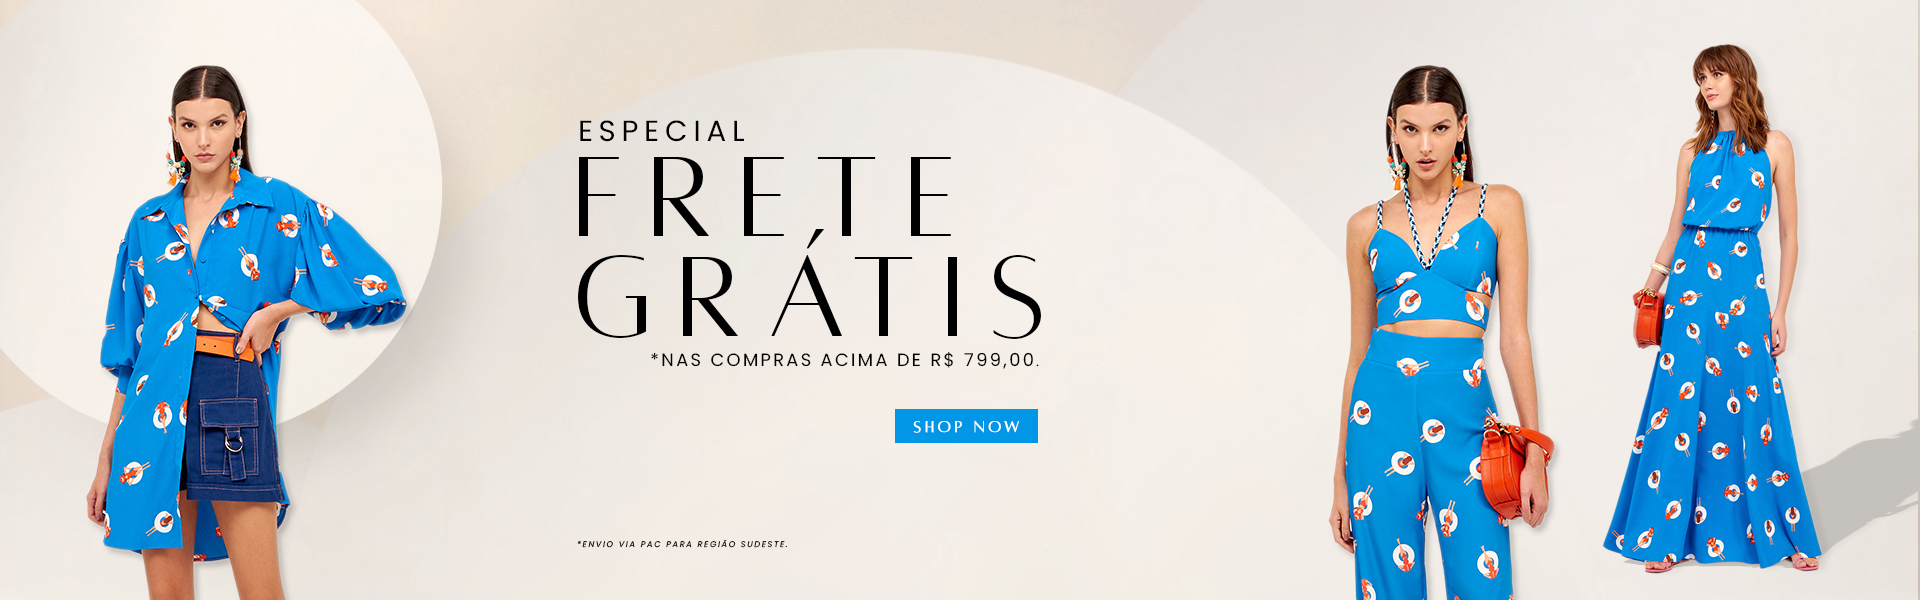 ESPECIAL
FRETE
GRÁTIS
*NAS COMPRAS ACIMA DE R$ 799,00.
SHOP NOW
*ENVIO VIA PAC PARA REGIÃO SUDESTE.